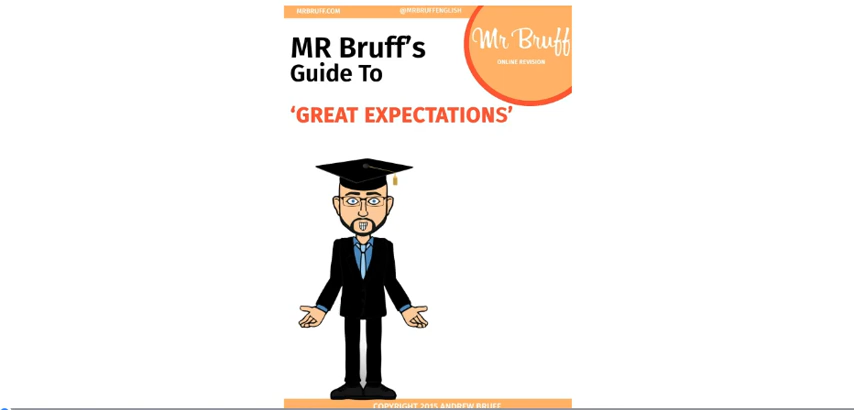 MRBRUFF.COM
@MRBRUFFENGLISH
Mr Bruff
ONLINE REVISION
MR Bruff's
Guide To
‘GREAT EXPECTATIONS’
COPYRIGHT 2015 ANDREW BRUFF